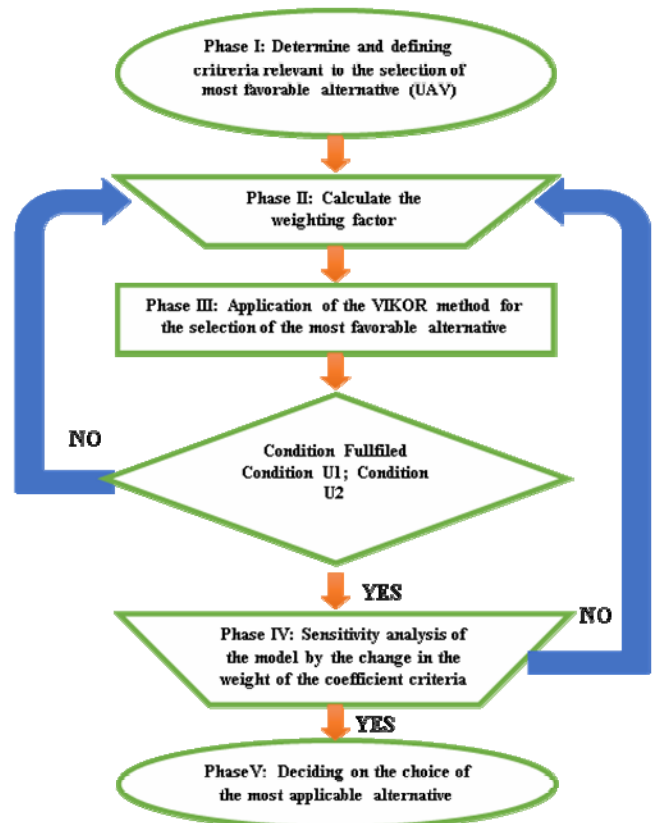 Phase I: Determine and defining
critreria relevant to the selection of
most favorable alternative (UAV)
Phase II: Calculate the
weighting factor
Phase III: Application of the VIKOR method for
the selection of the most favorable alternative
NO
Condition Fullfiled
Condition U1; Condition
U2
YES
NO
Phase IV: Sensitivity analysis of
the model by the change in the
weight of the coefficient criteria
YES
PhaseV: Deciding on the choice of
the most applicable alternative